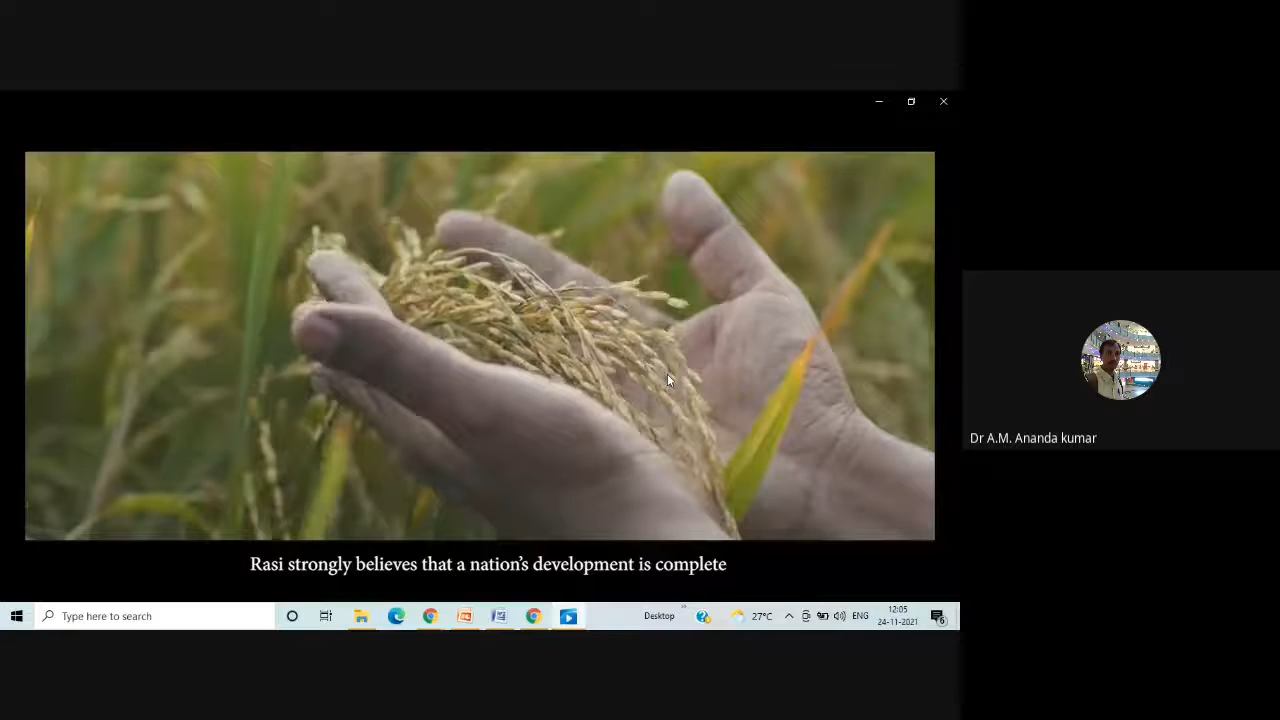 Rasi strongly believes that a nation's development is complete
Dr A.M. Ananda kumar
Type here to search
Desktop
27°C
ENG
12:05
24-11-2021
6